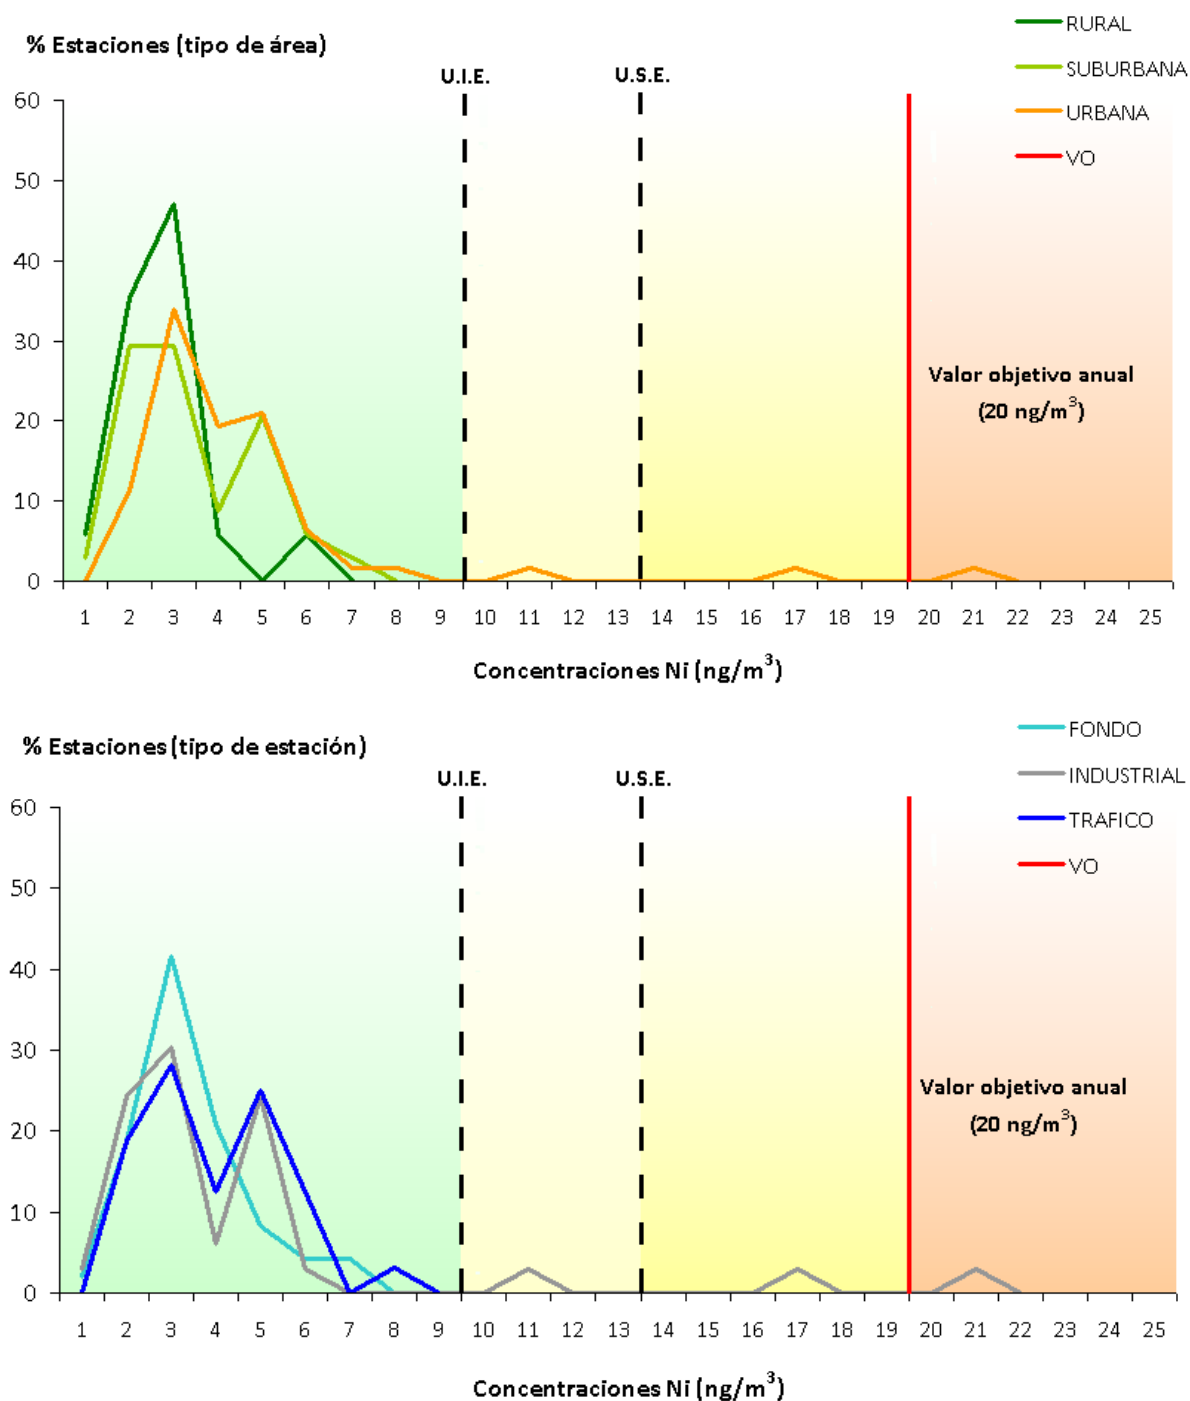 % Estaciones (tipo de área)
RURAL
SUBURBANA
URBANA
VO
U.I.E.
U.S.E.
60
50
40
30
20
10
0
Valor objetivo anual
(20 ng/m³)
1 2 3 4 5 6 7 8 9 10 11 12 13 14 15 16 17 18 19 20 21 22 23 24 25
Concentraciones Ni (ng/m³)
% Estaciones (tipo de estación)
FONDO
INDUSTRIAL
TRAFICO
VO
U.I.E.
U.S.E.
60
50
40
30
20
10
0
Valor objetivo anual
(20 ng/m³)
1 2 3 4 5 6 7 8 9 10 11 12 13 14 15 16 17 18 19 20 21 22 23 24 25
Concentraciones Ni (ng/m³)